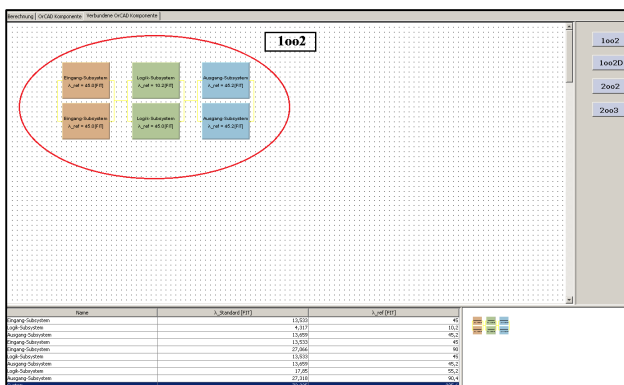 Berechnung OrCAD Komponente Verbundene OrCAD Komponente
1oo2
Eingang-Subsystem
λ_ref = 45.0[FIT]
Logik-Subsystem
λ_ref = 10.2[FIT]
Ausgang-Subsystem
λ_ref = 45.2[FIT]
Eingang-Subsystem
λ_ref = 45.0[FIT]
Logik-Subsystem
λ_ref = 45.0[FIT]
Ausgang-Subsystem
λ_ref = 45.2[FIT]
1oo2
1oo2D
2oo2
2oo3
Name λ_Standard [FIT] λ_ref [FIT]
Eingang-Subsystem 13,533 45
Logik-Subsystem 4,317 10,2
Ausgang-Subsystem 13,659 45,2
Eingang-Subsystem 13,533 45
Eingang-Subsystem 27,066 90
Logik-Subsystem 13,533 45
Ausgang-Subsystem 13,659 45,2
Logik-Subsystem 17,85 55,2
Ausgang-Subsystem 27,318 90,4